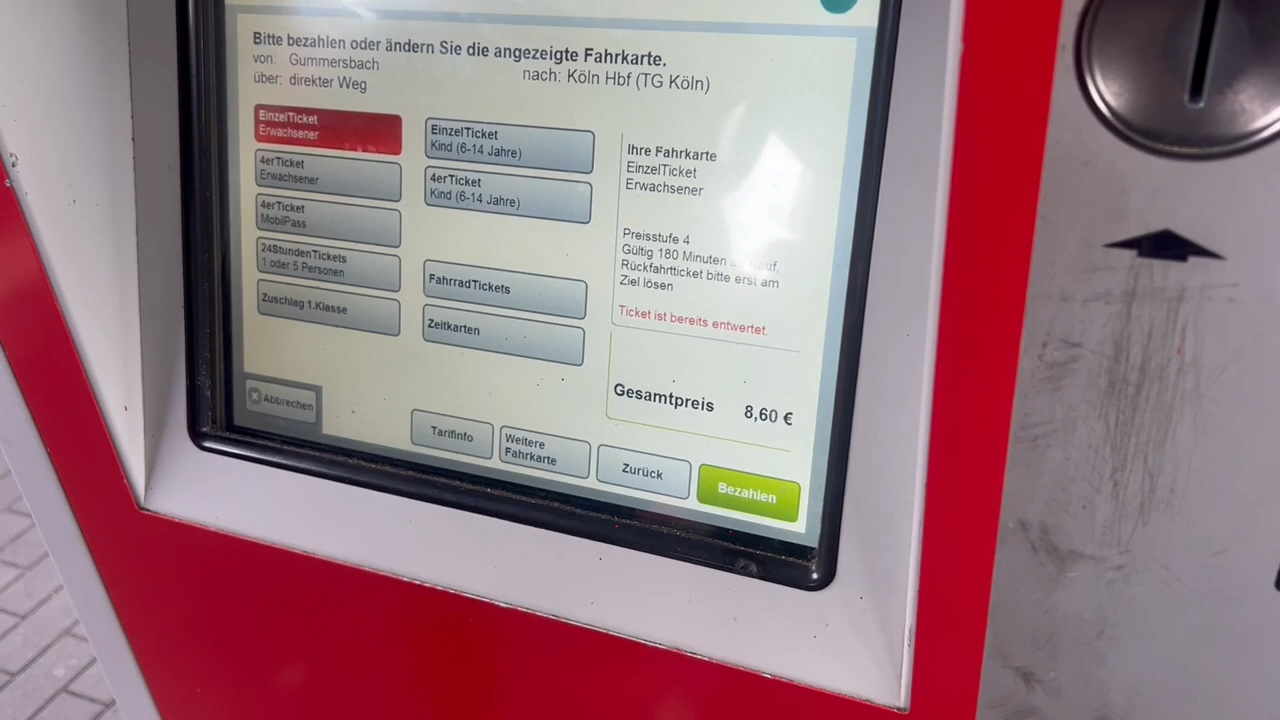 Bitte bezahlen oder ändern Sie die angezeigte Fahrkarte.
von: Gummersbach
nach: Köln Hbf (TG Köln)
über: direkter Weg
EinzelTicket
Erwachsener
4erTicket
Erwachsener
4erTicket
MobilPass
24StundenTickets
1 oder 5 Personen
Zuschlag 1.Klasse
EinzelTicket
Kind (6-14 Jahre)
4erTicket
Kind (6-14 Jahre)
FahrradTickets
Zeitkarten
Ihre Fahrkarte
EinzelTicket
Erwachsener
Preisstufe 4
Gültig 180 Minuten
Rückfahrtticket bitte erst am
Ziel lösen
Ticket ist bereits entwertet.
Gesamtpreis 8,60 €
Abbrechen
Tarifinfo
Weitere
Fahrkarte
Zurück
Bezahlen